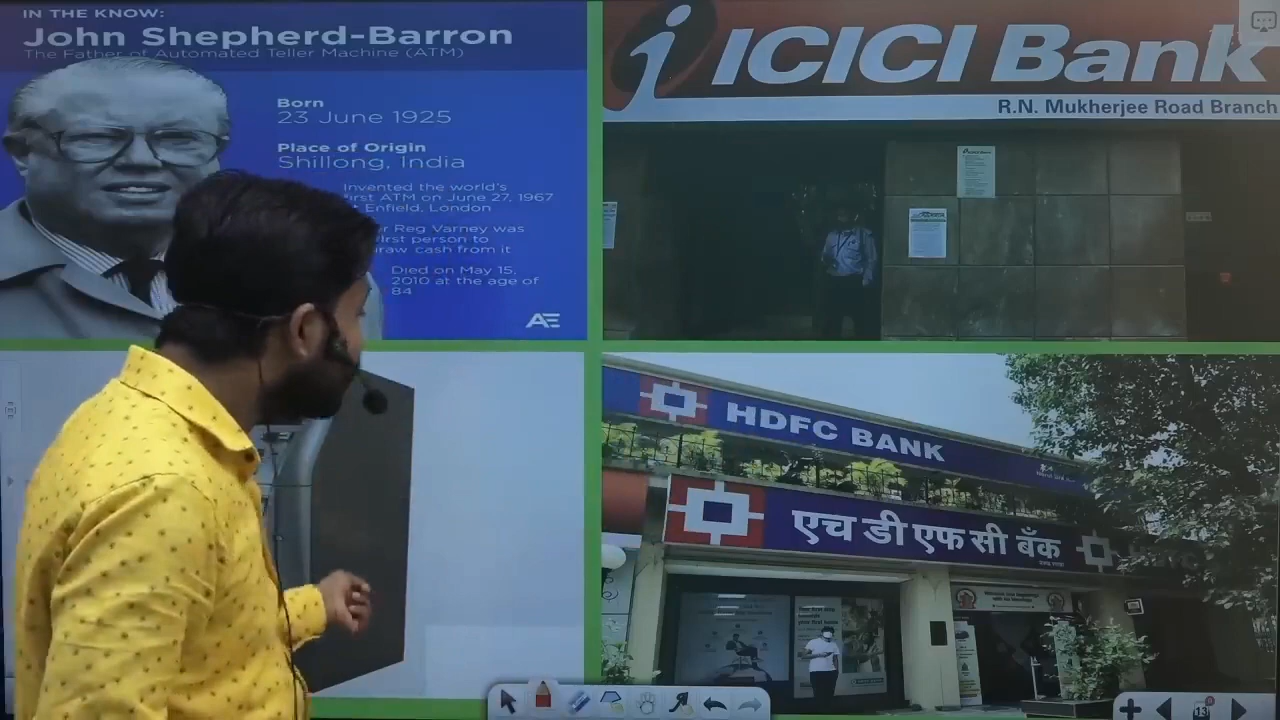 IN THE KNOW:
John Shepherd-Barron
The Father of Automated Teller Machine (ATM)
Born
23 June 1925
Place of Origin
Shillong, India
Invented the world's
first ATM on June 27, 1967
Enfield, London
Reg Varney was
first person to
cash from it
Died on May 15,
2010 at the age of
84
AE
i ICICI Bank
R.N. Mukherjee Road Branch
ICICI Bank
HDFC BANK
एच डी एफ सी बँक
13